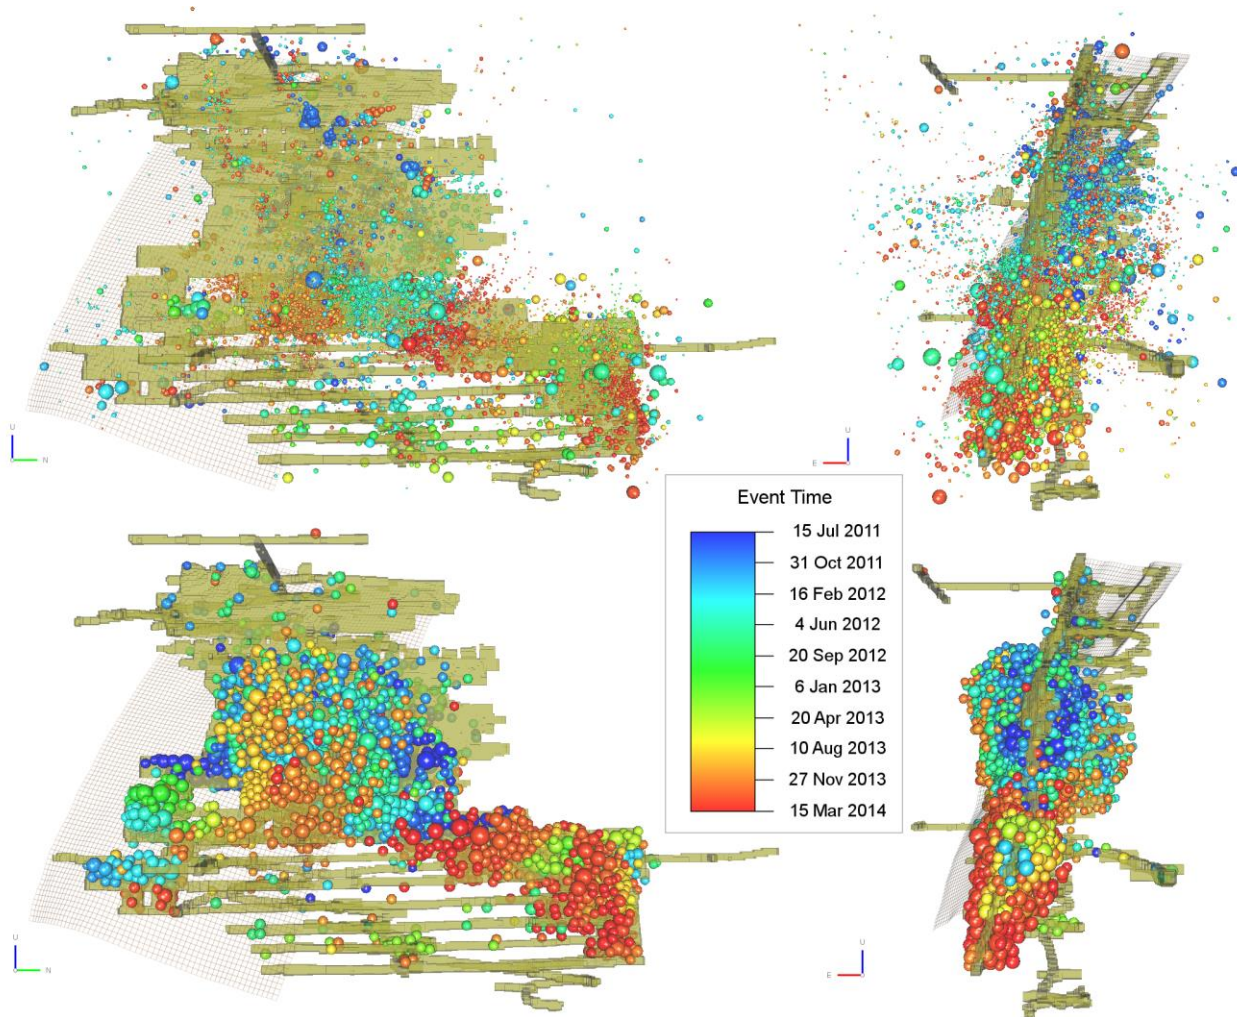 U
N
U
E
Event Time
15 Jul 2011
31 Oct 2011
16 Feb 2012
4 Jun 2012
20 Sep 2012
6 Jan 2013
20 Apr 2013
10 Aug 2013
27 Nov 2013
15 Mar 2014
U
N
U
E